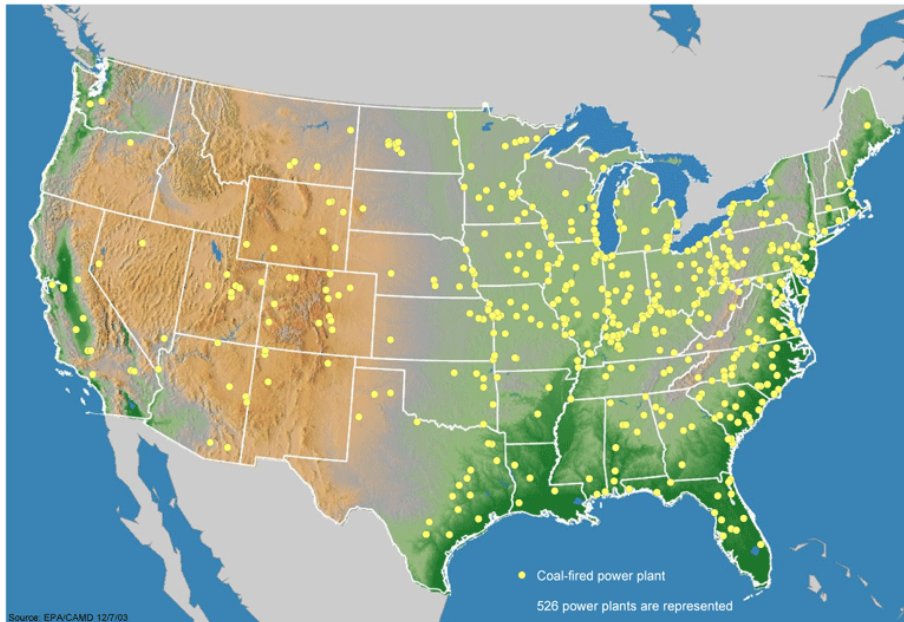 Coal-fired power plant
526 power plants are represented
Source: EPA/CAMD 12/7/03